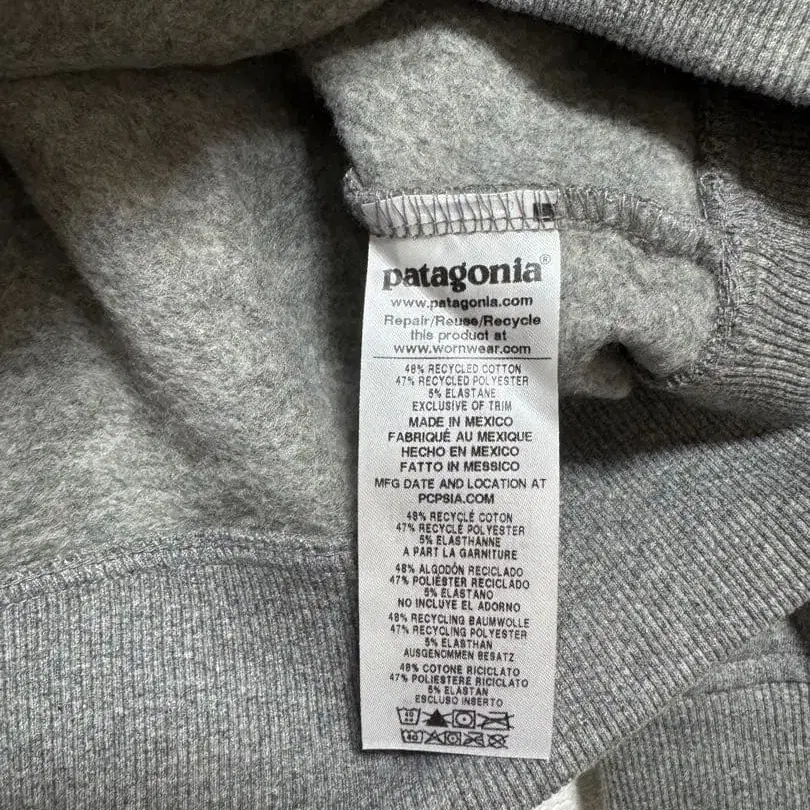 patagonia®
www.patagonia.com
Repair/Reuse/Recycle
this product at
www.wornwear.com
48% RECYCLED COTTON
47% RECYCLED POLYESTER
5% ELASTANE
EXCLUSIVE OF TRIM
MADE IN MEXICO
FABRIQUÉ AU MEXIQUE
HECHO EN MEXICO
FATTO IN MESSICO
MFG DATE AND LOCATION AT
PCPSIA.COM
48% RECYCLÉ COTON
47% RECYCLÉ POLYESTER
5% ELASTHANNE
A PART LA GARNITURE
48% ALGODÓN RECICLADO
47% POLIÉSTER RECICLADO
5% ELASTANO
NO INCLUYE EL ADORNO
48% RECYCLING BAUMWOLLE
47% RECYCLING POLYESTER
5% ELASTHAN
AUSGENOMMEN BESATZ
48% COTONE RICICLATO
47% POLIESTERE RICICLATO
5% ELASTAN
ESCLUSO INSERTO